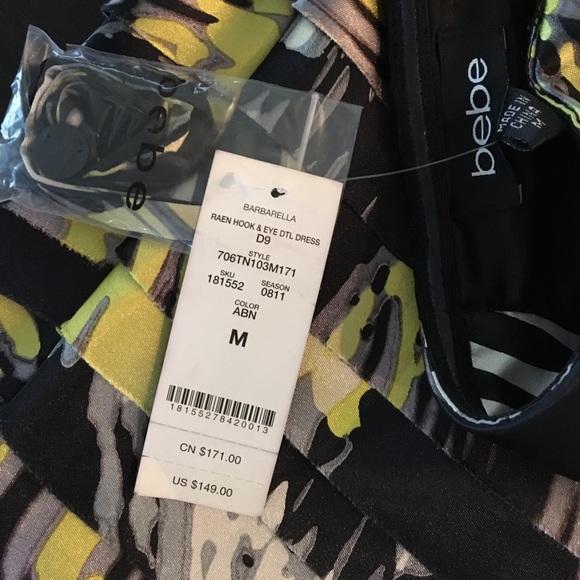 bebe
BARBARELLA
RAEN HOOK & EYE DTL DRESS
D9
STYLE
706TN103M171
SKU SEASON
181552 0811
COLOR
ABN
M
18155278420013
CN $171.00
US $149.00
bebe
MADE IN
CHINA
M